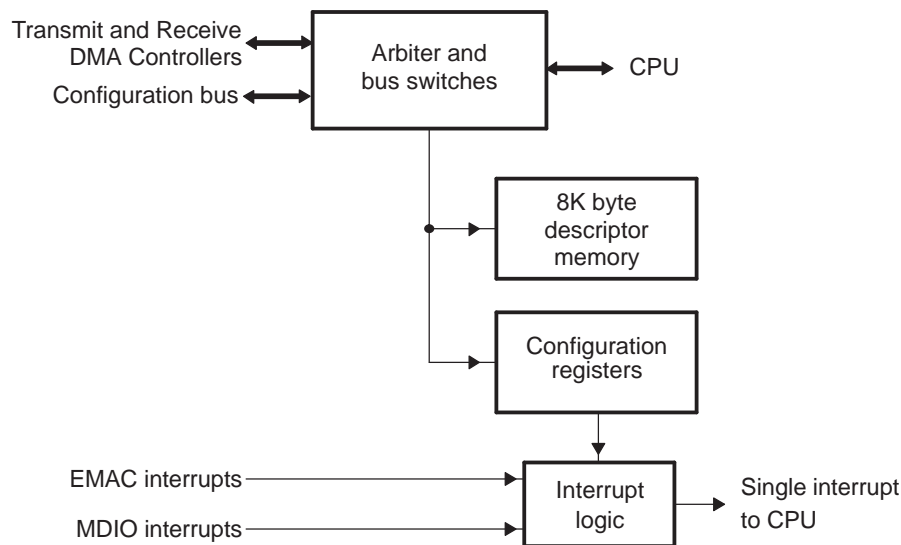 Transmit and Receive
DMA Controllers
Configuration bus
Arbiter and
bus switches
CPU
8K byte
descriptor
memory
Configuration
registers
EMAC interrupts
MDIO interrupts
Interrupt
logic
Single interrupt
to CPU